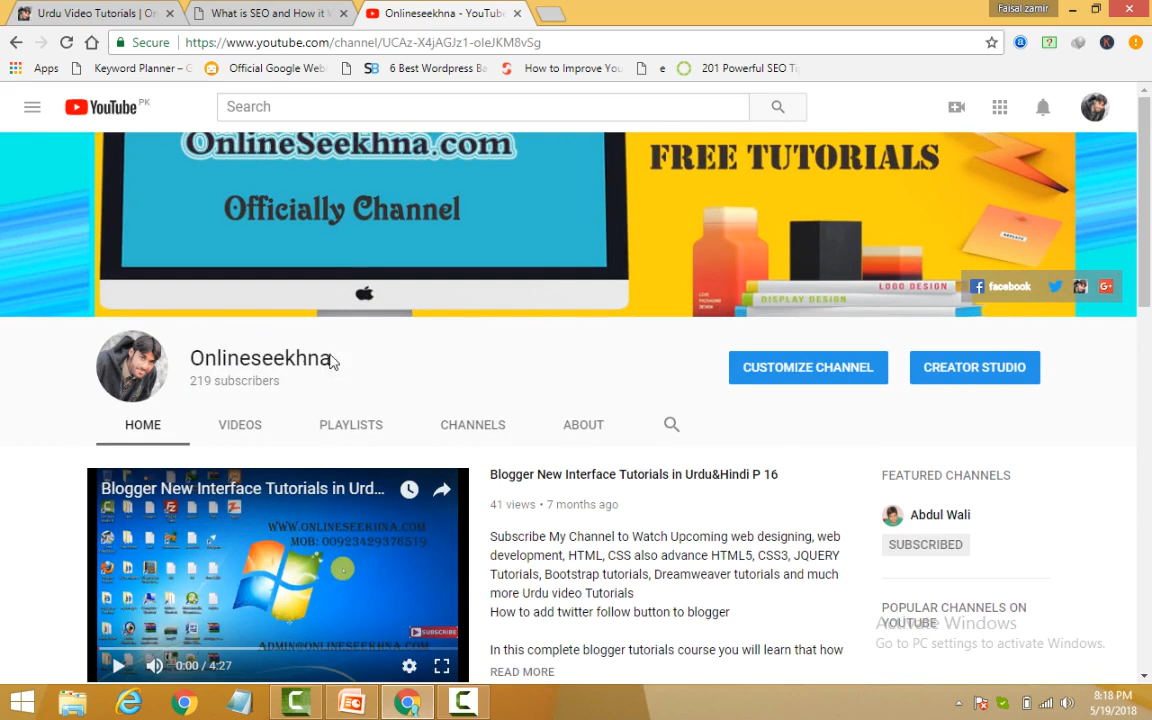 Urdu Video Tutorials | On
What is SEO and How it W
Onlineseekhna - YouTube
Faisal zamir
Secure
https://www.youtube.com/channel/UCAz-X4jAGJz1-oIeJKM8vSg
Apps
Keyword Planner – G
Official Google Web
6 Best Wordpress Ba
How to Improve You
e
201 Powerful SEO T
YouTube PK
Search
OnlineSeekhna.com
Officially Channel
FREE TUTORIALS
LOGO DESIGN
DISPLAY DESIGN
facebook
Onlineseekhna
219 subscribers
CUSTOMIZE CHANNEL
CREATOR STUDIO
HOME
VIDEOS
PLAYLISTS
CHANNELS
ABOUT
Blogger New Interface Tutorials in Urd...
WWW.ONLINESEEKHNA.COM
MOB: 00923429376519
SUBSCRIBE
ADMIN@ONLINESEEKHNA.COM
0:00 / 4:27
Blogger New Interface Tutorials in Urdu&Hindi P 16
41 views • 7 months ago
Subscribe My Channel to Watch Upcoming web designing, web
development, HTML, CSS also advance HTML5, CSS3, JQUERY
Tutorials, Bootstrap tutorials, Dreamweaver tutorials and much
more Urdu video Tutorials
How to add twitter follow button to blogger
In this complete blogger tutorials course you will learn that how
READ MORE
FEATURED CHANNELS
Abdul Wali
SUBSCRIBED
POPULAR CHANNELS ON
YOUTUBE
Activate Windows
Go to PC settings to activate Windows.
8:18 PM
5/19/2018